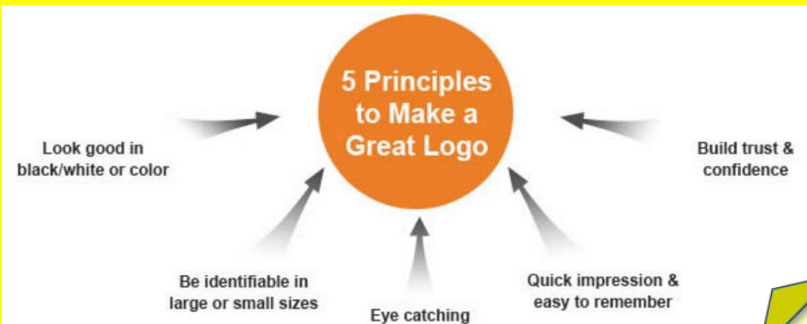 5 Principles
to Make a
Great Logo
Look good in
black/white or color
Be identifiable in
large or small sizes
Eye catching
Quick impression &
easy to remember
Build trust &
confidence